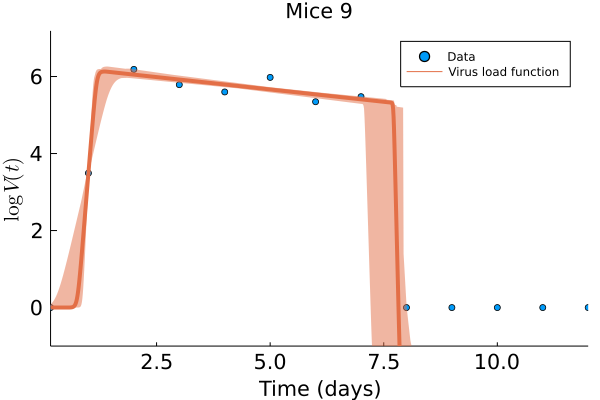 Mice 9
Data
Virus load function
log V(t)
6
4
2
0
2.5 5.0 7.5 10.0
Time (days)